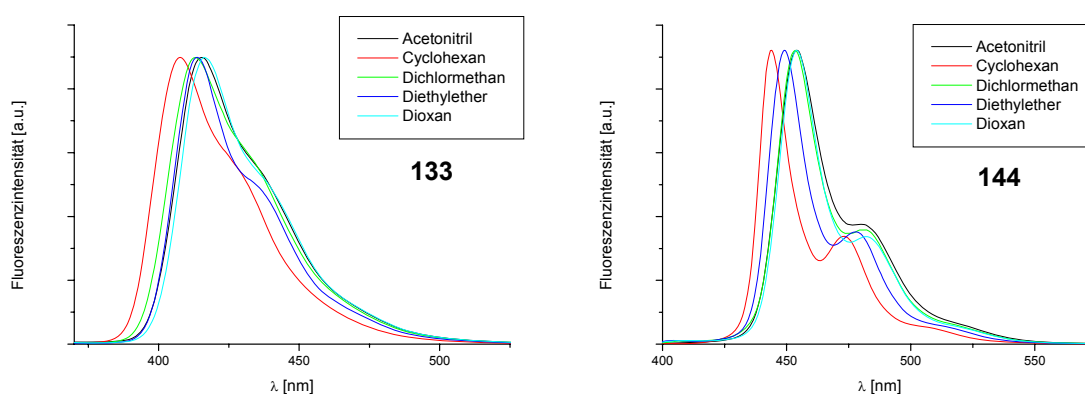 Fluoreszenzintensität [a.u.]
Acetonitril
Cyclohexan
Dichlormethan
Diethylether
Dioxan
133
400 450 500
λ [nm]
Fluoreszenzintensität [a.u.]
Acetonitril
Cyclohexan
Dichlormethan
Diethylether
Dioxan
144
400 450 500 550
λ [nm]